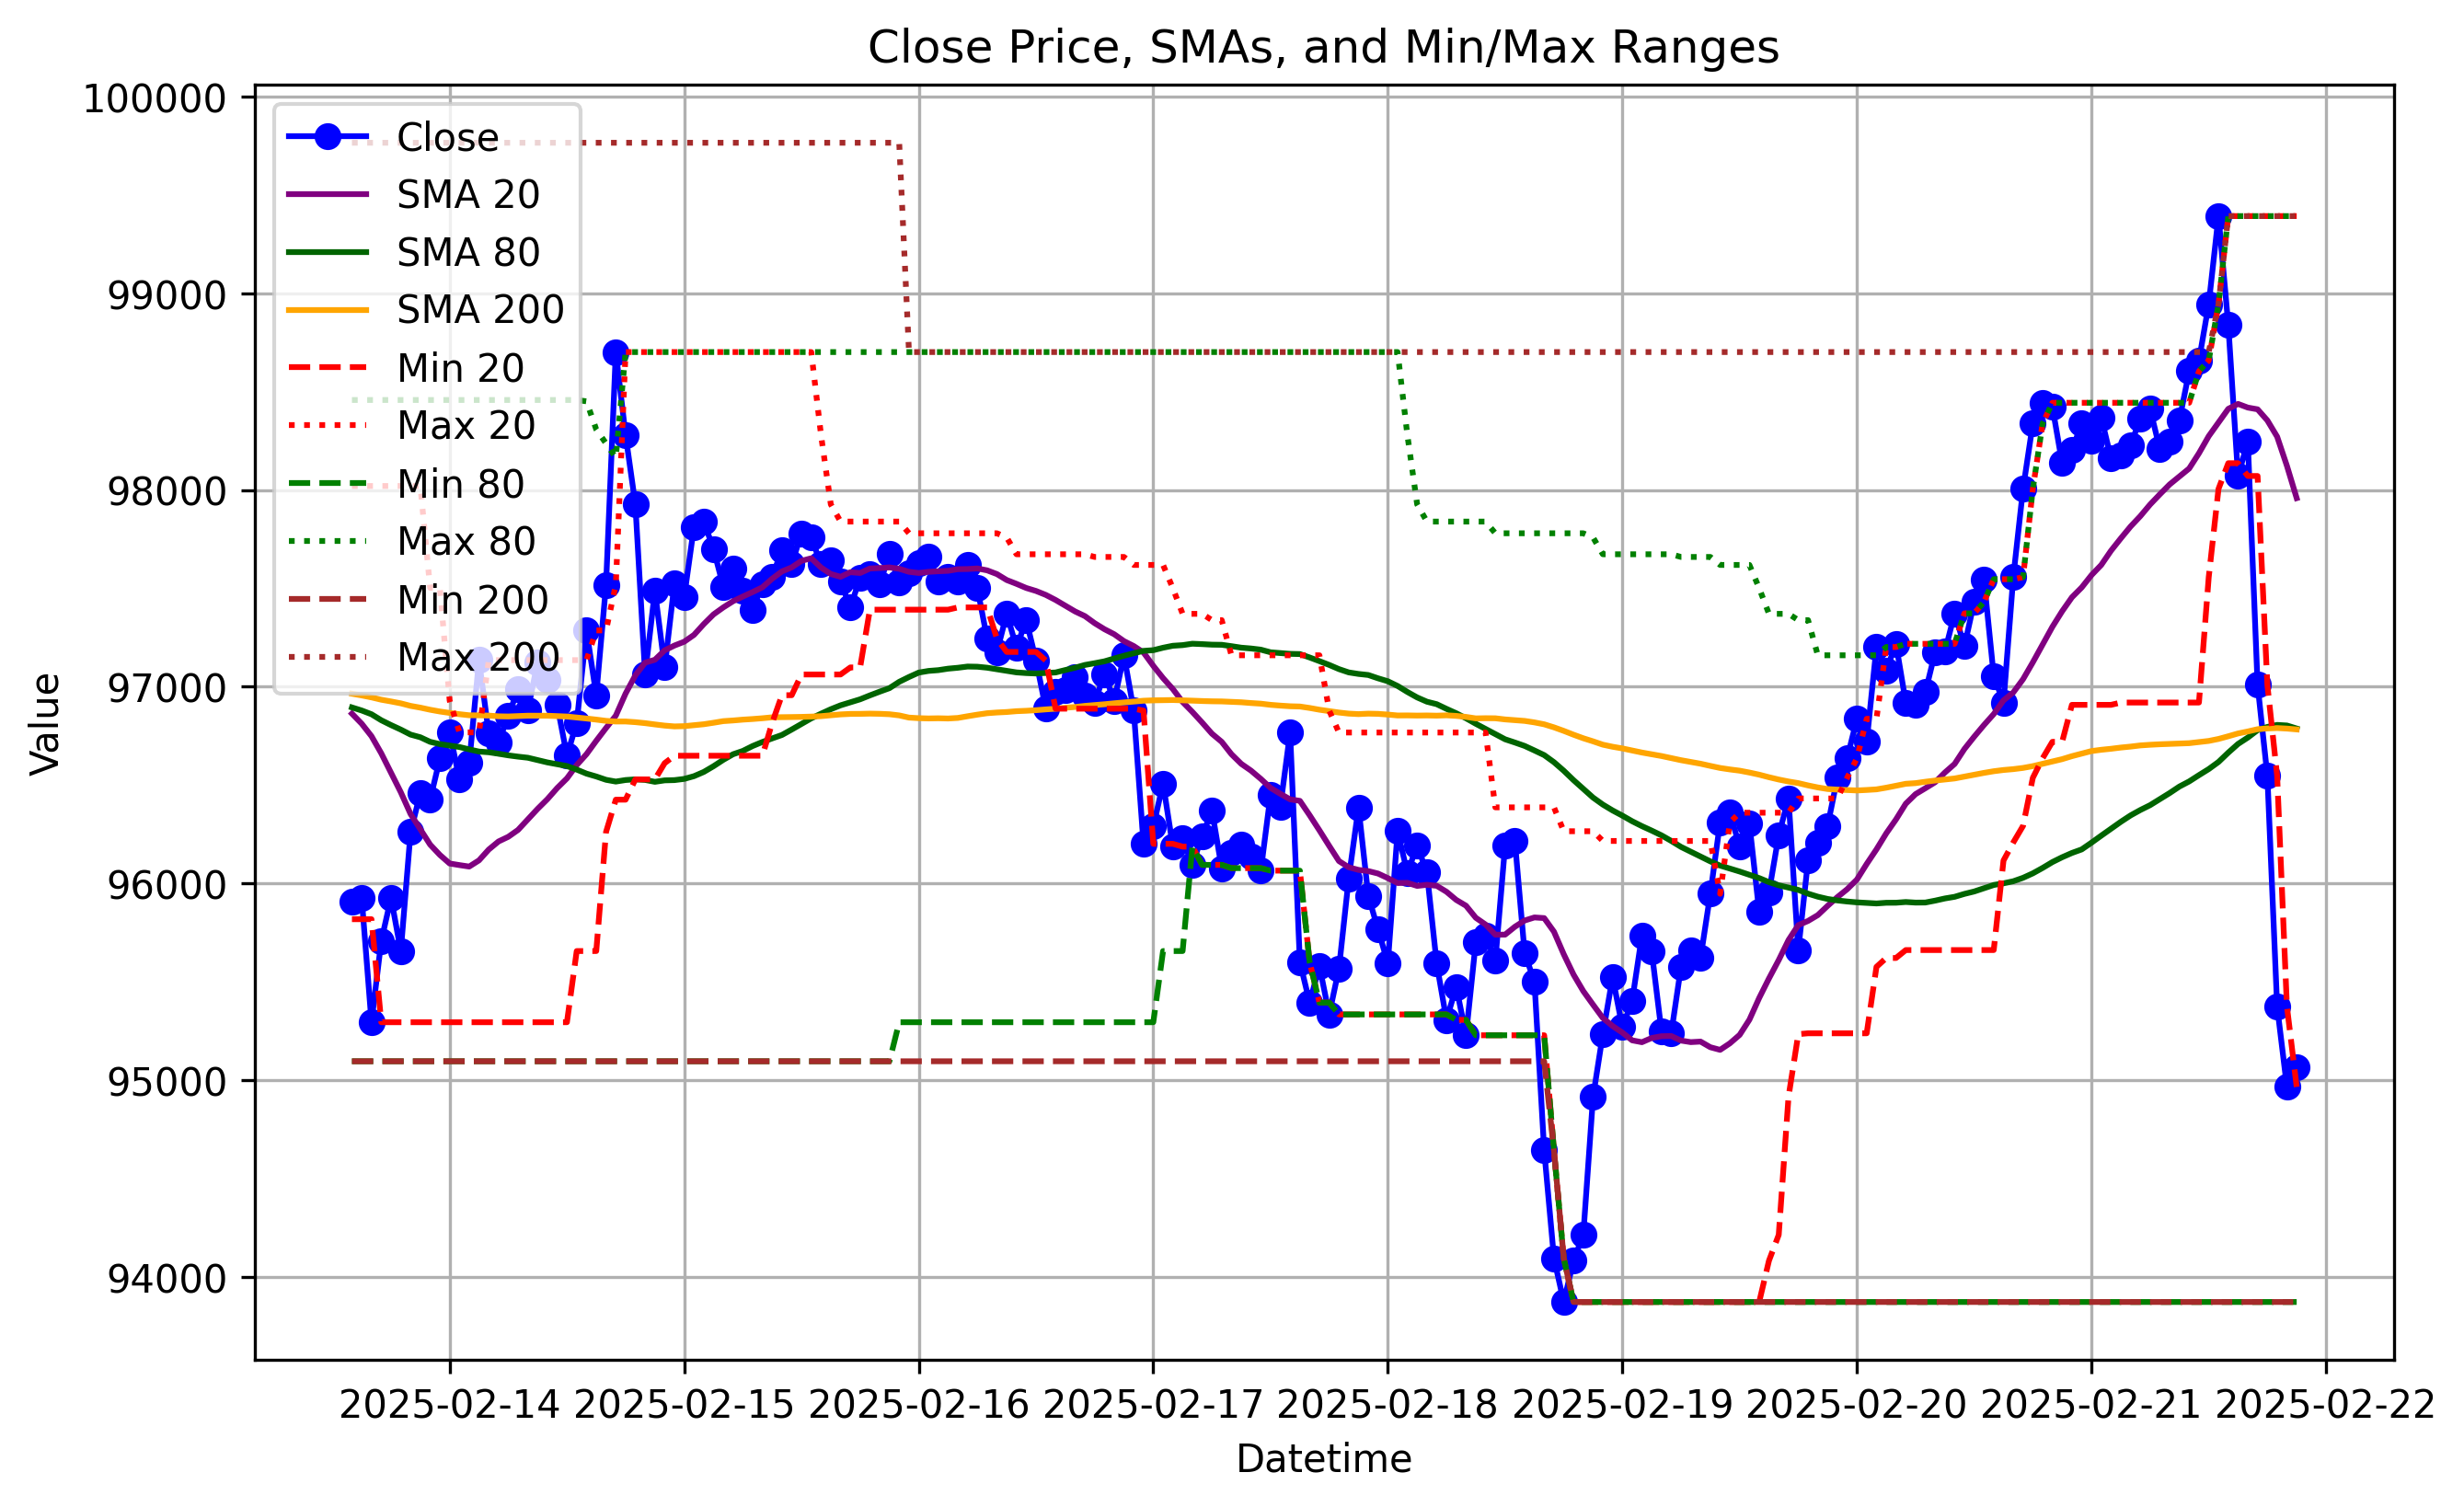 Close Price, SMAs, and Min/Max Ranges
100000
99000
98000
97000
96000
95000
94000
Value
Close
SMA 20
SMA 80
SMA 200
Min 20
Max 20
Min 80
Max 80
Min 200
Max 200
2025-02-14 2025-02-15 2025-02-16 2025-02-17 2025-02-18 2025-02-19 2025-02-20 2025-02-21 2025-02-22
Datetime